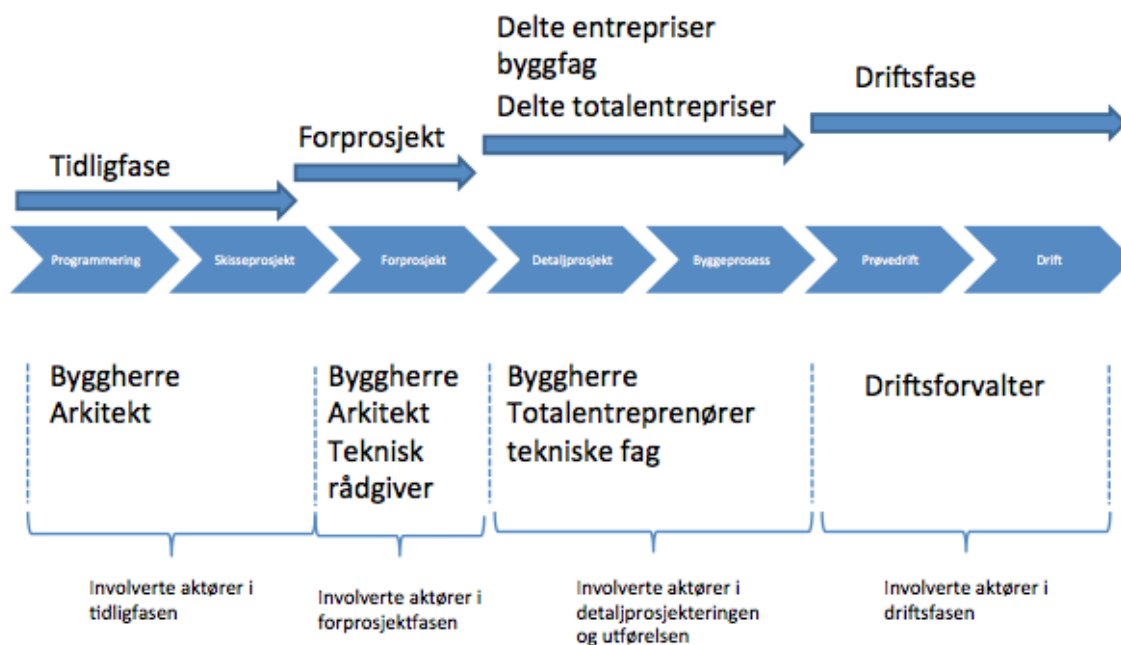 Delte entrepriser
byggfag
Delte totalentrepriser
Driftsfase
Forprosjekt
Tidligfase
Programmering
Skisseprosjekt
Forprosjekt
Detaljprosjekt
Byggeprosess
Prøvedrift
Drift
Byggherre
Arkitekt
Byggherre
Arkitekt
Teknisk
rådgiver
Byggherre
Totalentreprenører
tekniske fag
Driftsforvalter
Involverte aktører i
tidligfasen
Involverte aktører i
forprosjektfasen
Involverte aktører i
detaljprosjekteringen
og utførelsen
Involverte aktører i
driftsfasen